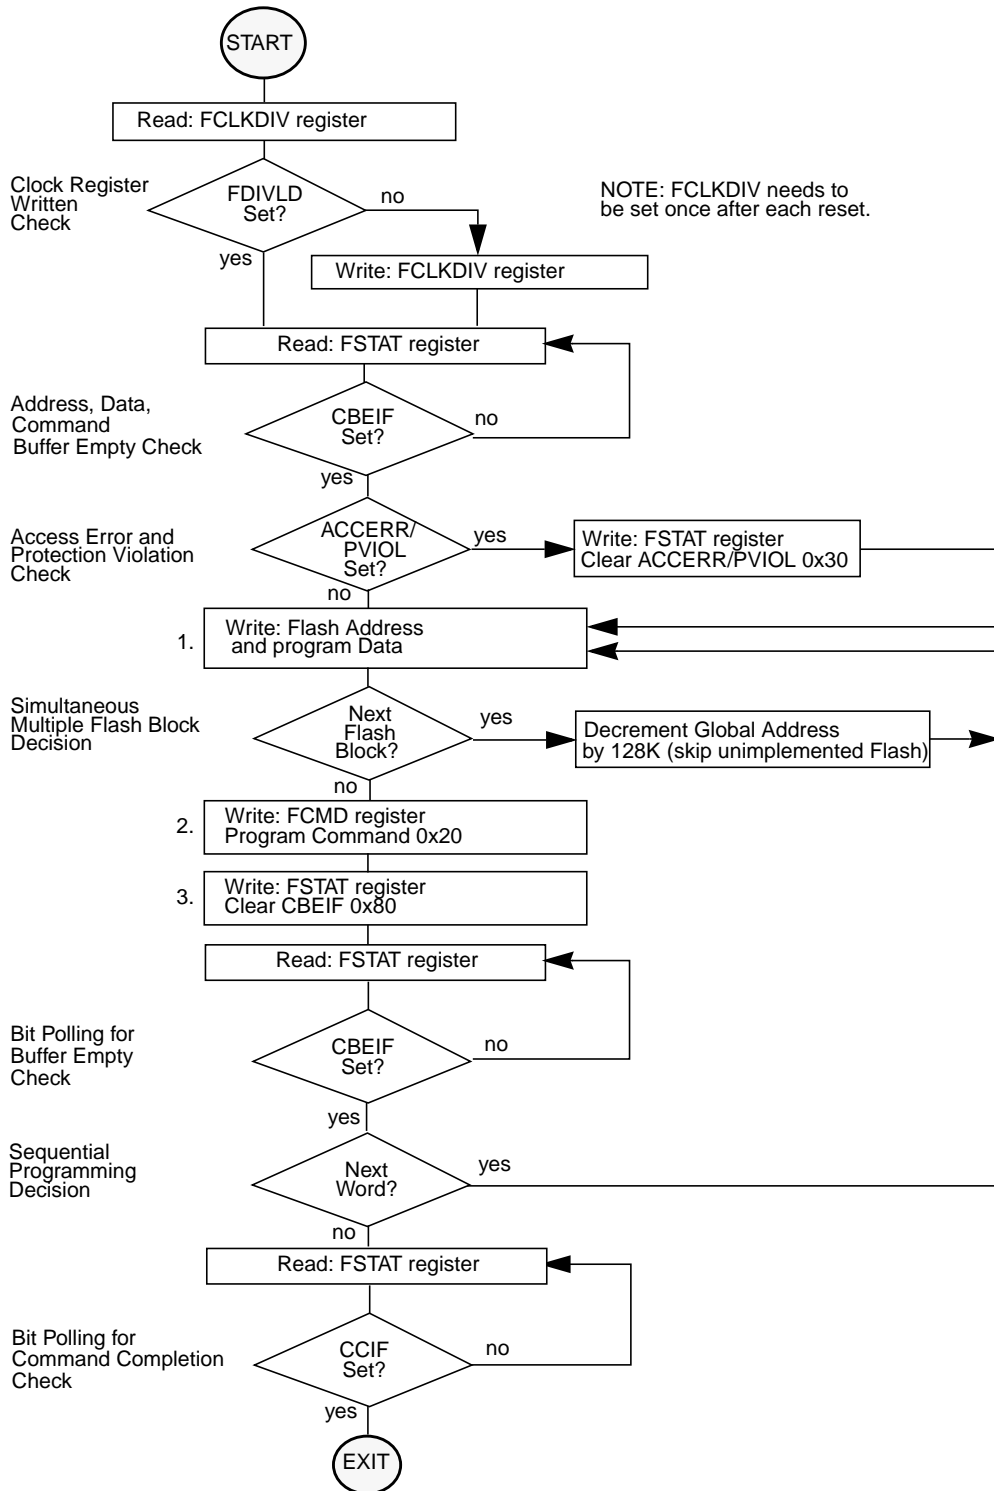 START
Read: FCLKDIV register
Clock Register
Written
Check
FDIVLD
Set?
no
yes
NOTE: FCLKDIV needs to
be set once after each reset.
Write: FCLKDIV register
Read: FSTAT register
Address, Data,
Command
Buffer Empty Check
CBEIF
Set?
no
yes
Access Error and
Protection Violation
Check
ACCERR/
PVIOL
Set?
yes
no
Write: FSTAT register
Clear ACCERR/PVIOL 0x30
1.
Write: Flash Address
and program Data
Simultaneous
Multiple Flash Block
Decision
Next
Flash
Block?
yes
no
Decrement Global Address
by 128K (skip unimplemented Flash)
2.
Write: FCMD register
Program Command 0x20
3.
Write: FSTAT register
Clear CBEIF 0x80
Read: FSTAT register
Bit Polling for
Buffer Empty
Check
CBEIF
Set?
no
yes
Sequential
Programming
Decision
Next
Word?
yes
no
Read: FSTAT register
Bit Polling for
Command Completion
Check
CCIF
Set?
no
yes
EXIT